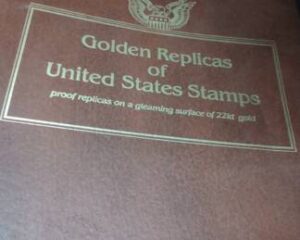 Golden Replicas
of
United States Stamps
proof replicas on a gleaming surface of 22kt gold